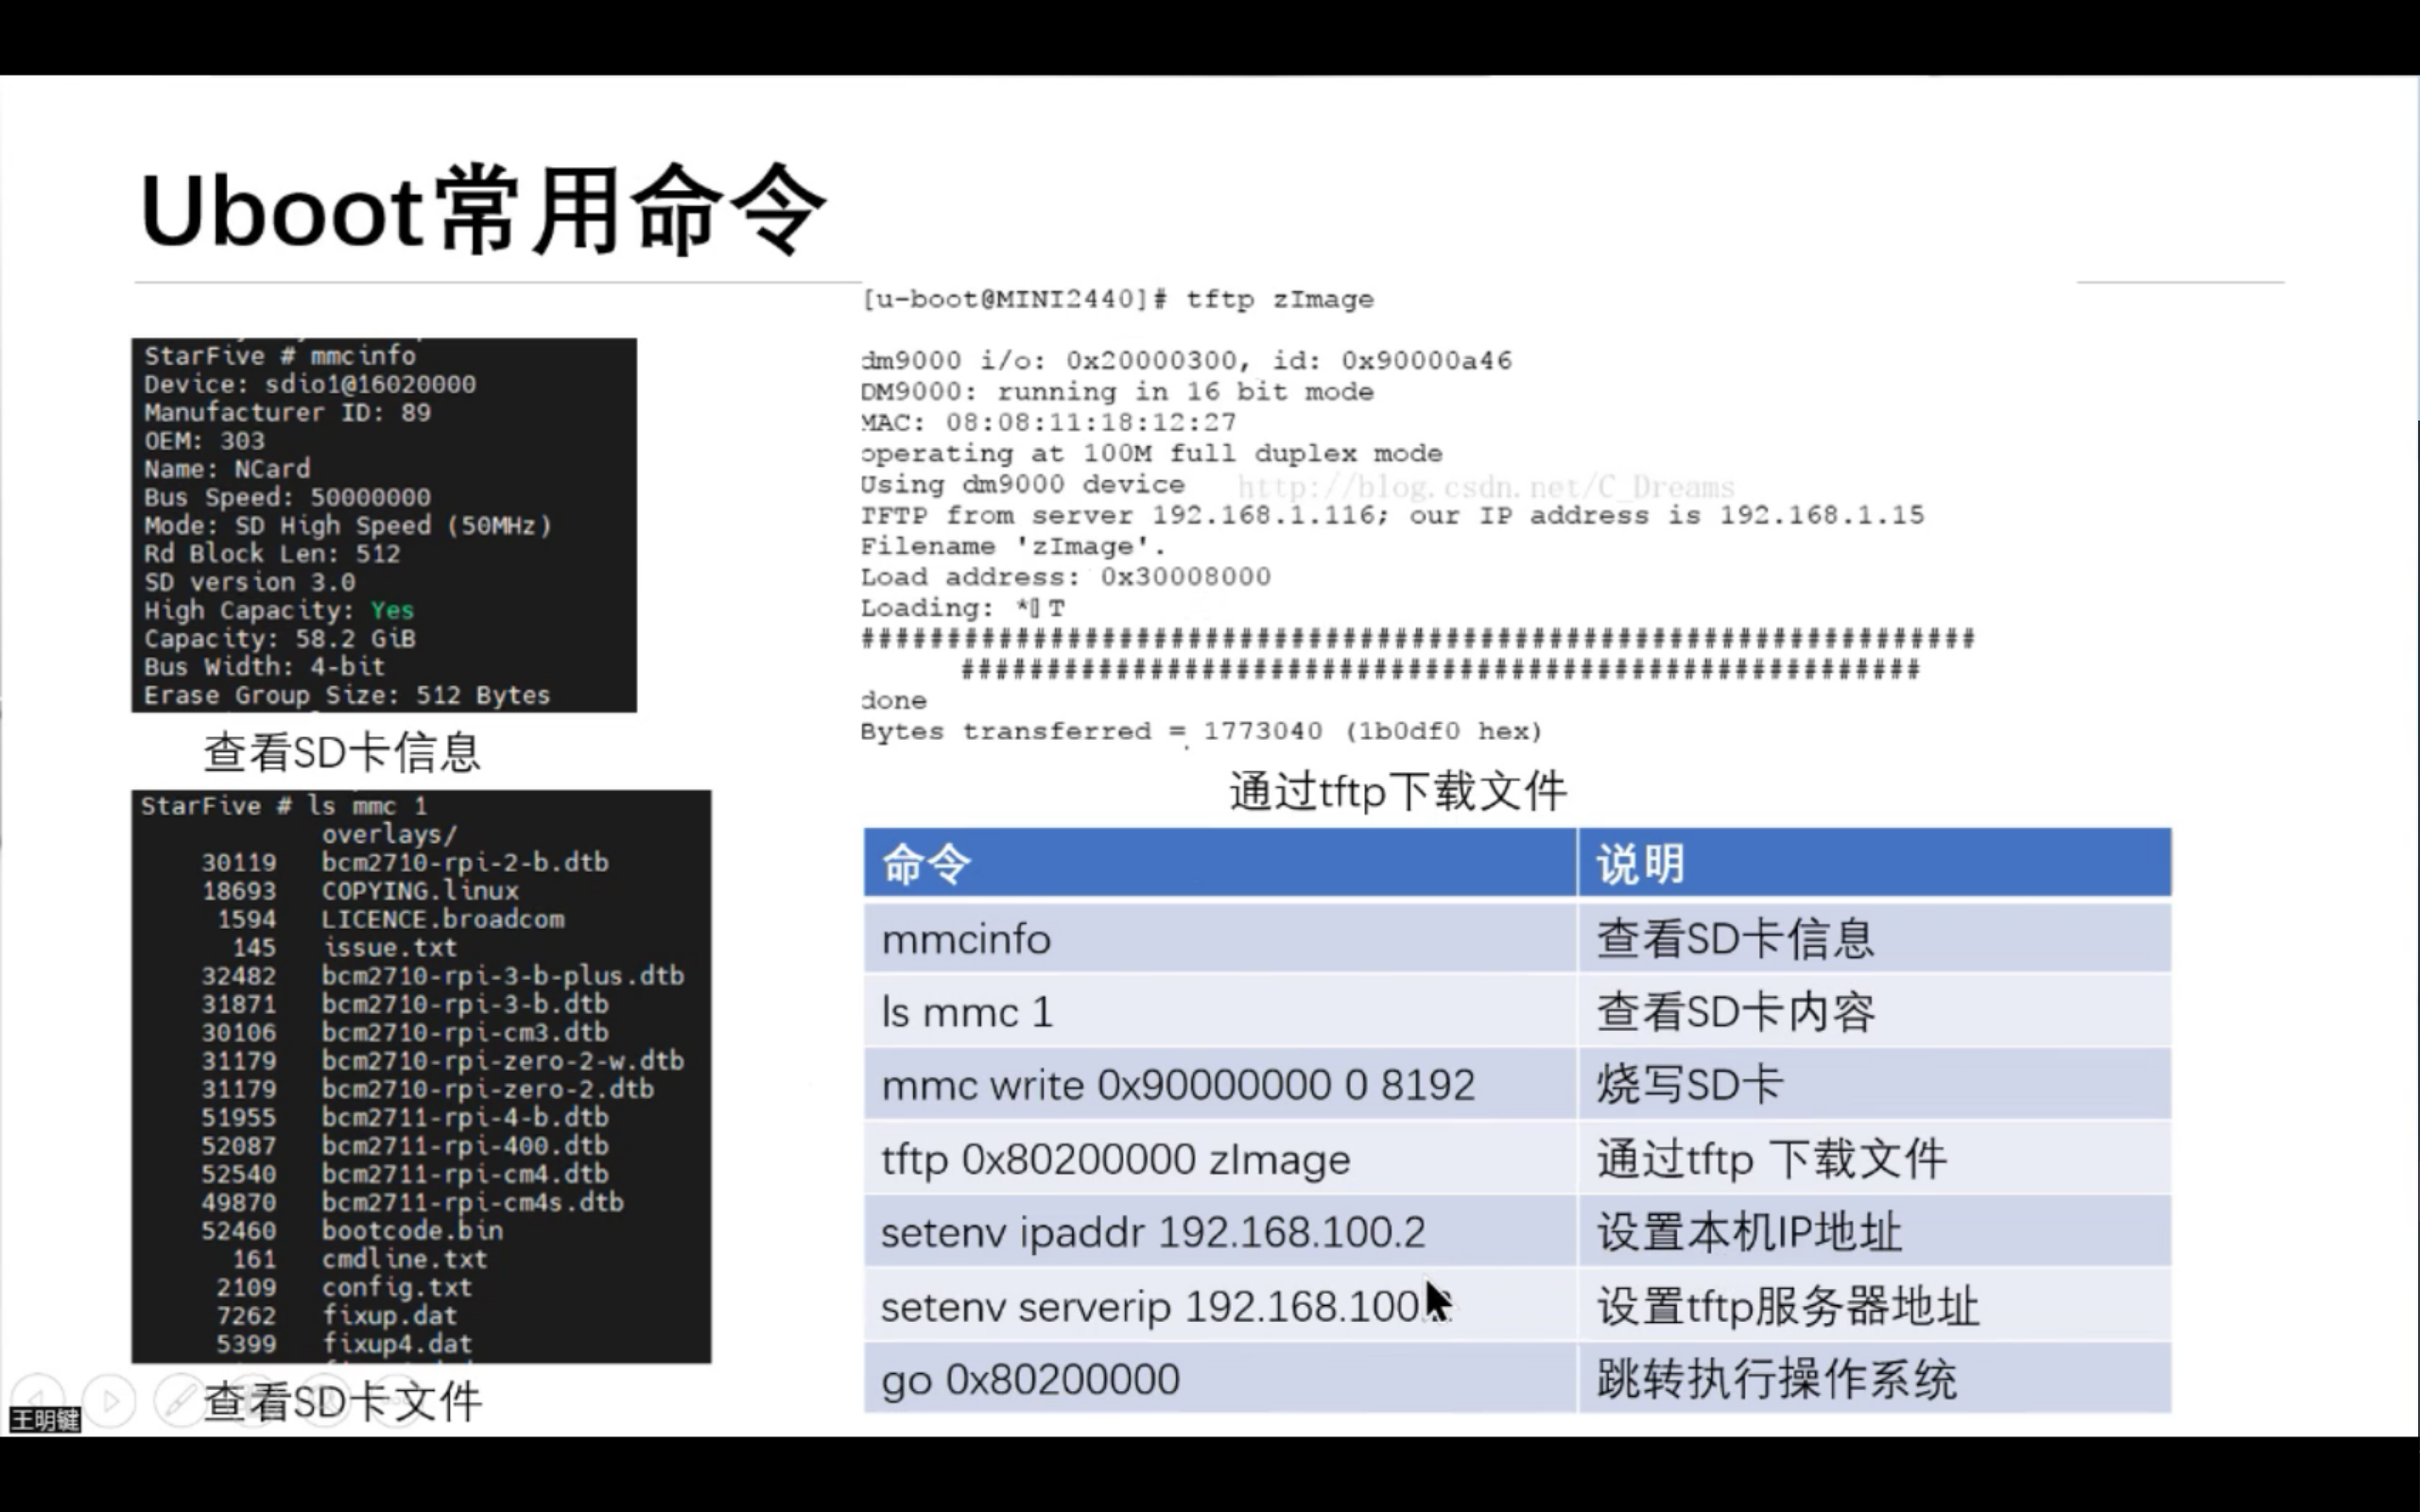 Uboot常用命令
StarFive # mmcinfo
Device: sdio1@16020000
Manufacturer ID: 89
OEM: 303
Name: NCard
Bus Speed: 50000000
Mode: SD High Speed (50MHz)
Rd Block Len: 512
SD version 3.0
High Capacity: Yes
Capacity: 58.2 GiB
Bus Width: 4-bit
Erase Group Size: 512 Bytes
查看SD卡信息
StarFive # ls mmc 1
overlays/
30119 bcm2710-rpi-2-b.dtb
18693 COPYING.linux
1594 LICENCE.broadcom
145 issue.txt
32482 bcm2710-rpi-3-b-plus.dtb
31871 bcm2710-rpi-3-b.dtb
30106 bcm2710-rpi-cm3.dtb
31179 bcm2710-rpi-zero-2-w.dtb
31179 bcm2710-rpi-zero-2.dtb
51955 bcm2711-rpi-4-b.dtb
52087 bcm2711-rpi-400.dtb
52540 bcm2711-rpi-cm4.dtb
49870 bcm2711-rpi-cm4s.dtb
52460 bootcode.bin
161 cmdline.txt
2109 config.txt
7262 fixup.dat
5399 fixup4.dat
查看SD卡文件
王明键
[u-boot@MINI2440]# tftp zImage
dm9000 i/o: 0x20000300, id: 0x90000a46
DM9000: running in 16 bit mode
MAC: 08:08:11:18:12:27
operating at 100M full duplex mode
Using dm9000 device
http://blog.csdn.net/C_Dreams
TFTP from server 192.168.1.116; our IP address is 192.168.1.15
Filename 'zImage'.
Load address: 0x30008000
Loading: *▯T
#################################################################
########################################################
done
Bytes transferred = 1773040 (1b0df0 hex)
通过tftp下载文件
命令 说明
mmcinfo 查看SD卡信息
ls mmc 1 查看SD卡内容
mmc write 0x90000000 0 8192 烧写SD卡
tftp 0x80200000 zImage 通过tftp 下载文件
setenv ipaddr 192.168.100.2 设置本机IP地址
setenv serverip 192.168.100. 设置tftp服务器地址
go 0x80200000 跳转执行操作系统